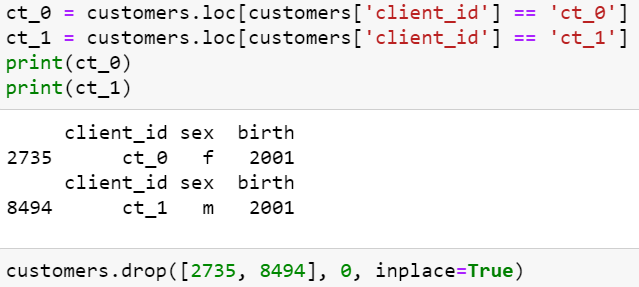 ct_0 = customers.loc[customers['client_id'] == 'ct_0']
ct_1 = customers.loc[customers['client_id'] == 'ct_1']
print(ct_0)
print(ct_1)
client_id sex birth
2735 ct_0 f 2001
client_id sex birth
8494 ct_1 m 2001
customers.drop([2735, 8494], 0, inplace=True)